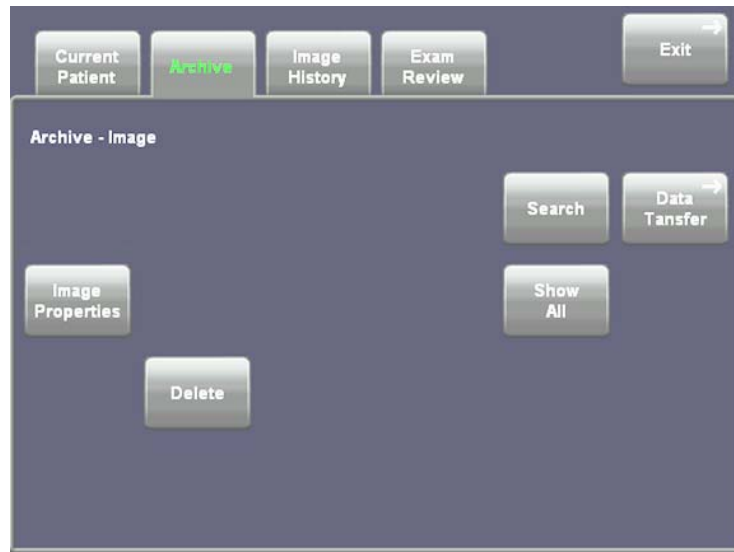 Current
Patient
Archive
Image
History
Exam
Review
Exit
Archive - Image
Search
Data
Tansfer
Image
Properties
Show
All
Delete